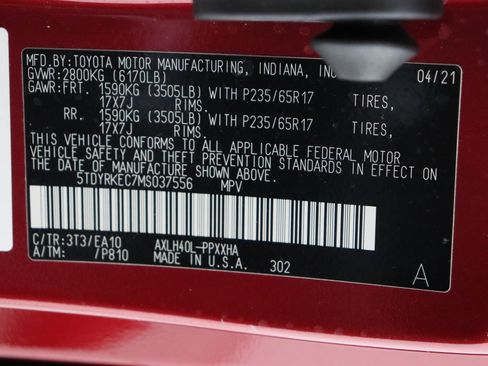 MFD.BY:TOYOTA MOTOR MANUFACTURING, INDIANA, INC 04/21
GVWR:2800KG (6170LB)
GAWR:FRT. 1590KG (3505LB) WITH P235/65R17 TIRES,
17X7J RIMS.
RR. 1590KG (3505LB) WITH P235/65R17 TIRES,
17X7J RIMS.
THIS VEHICLE CONFORMS TO ALL APPLICABLE FEDERAL MOTOR
VEHICLE SAFETY AND THEFT PREVENTION STANDARDS IN EFFECT ON
THE DATE OF MANUFACTURE SHOWN ABOVE.
5TDYRKEC7MS037556 MPV
C/TR:3T3/EA10 AXLH40L-PPXXHA
A/TM: /P810 MADE IN U.S.A. 302 A